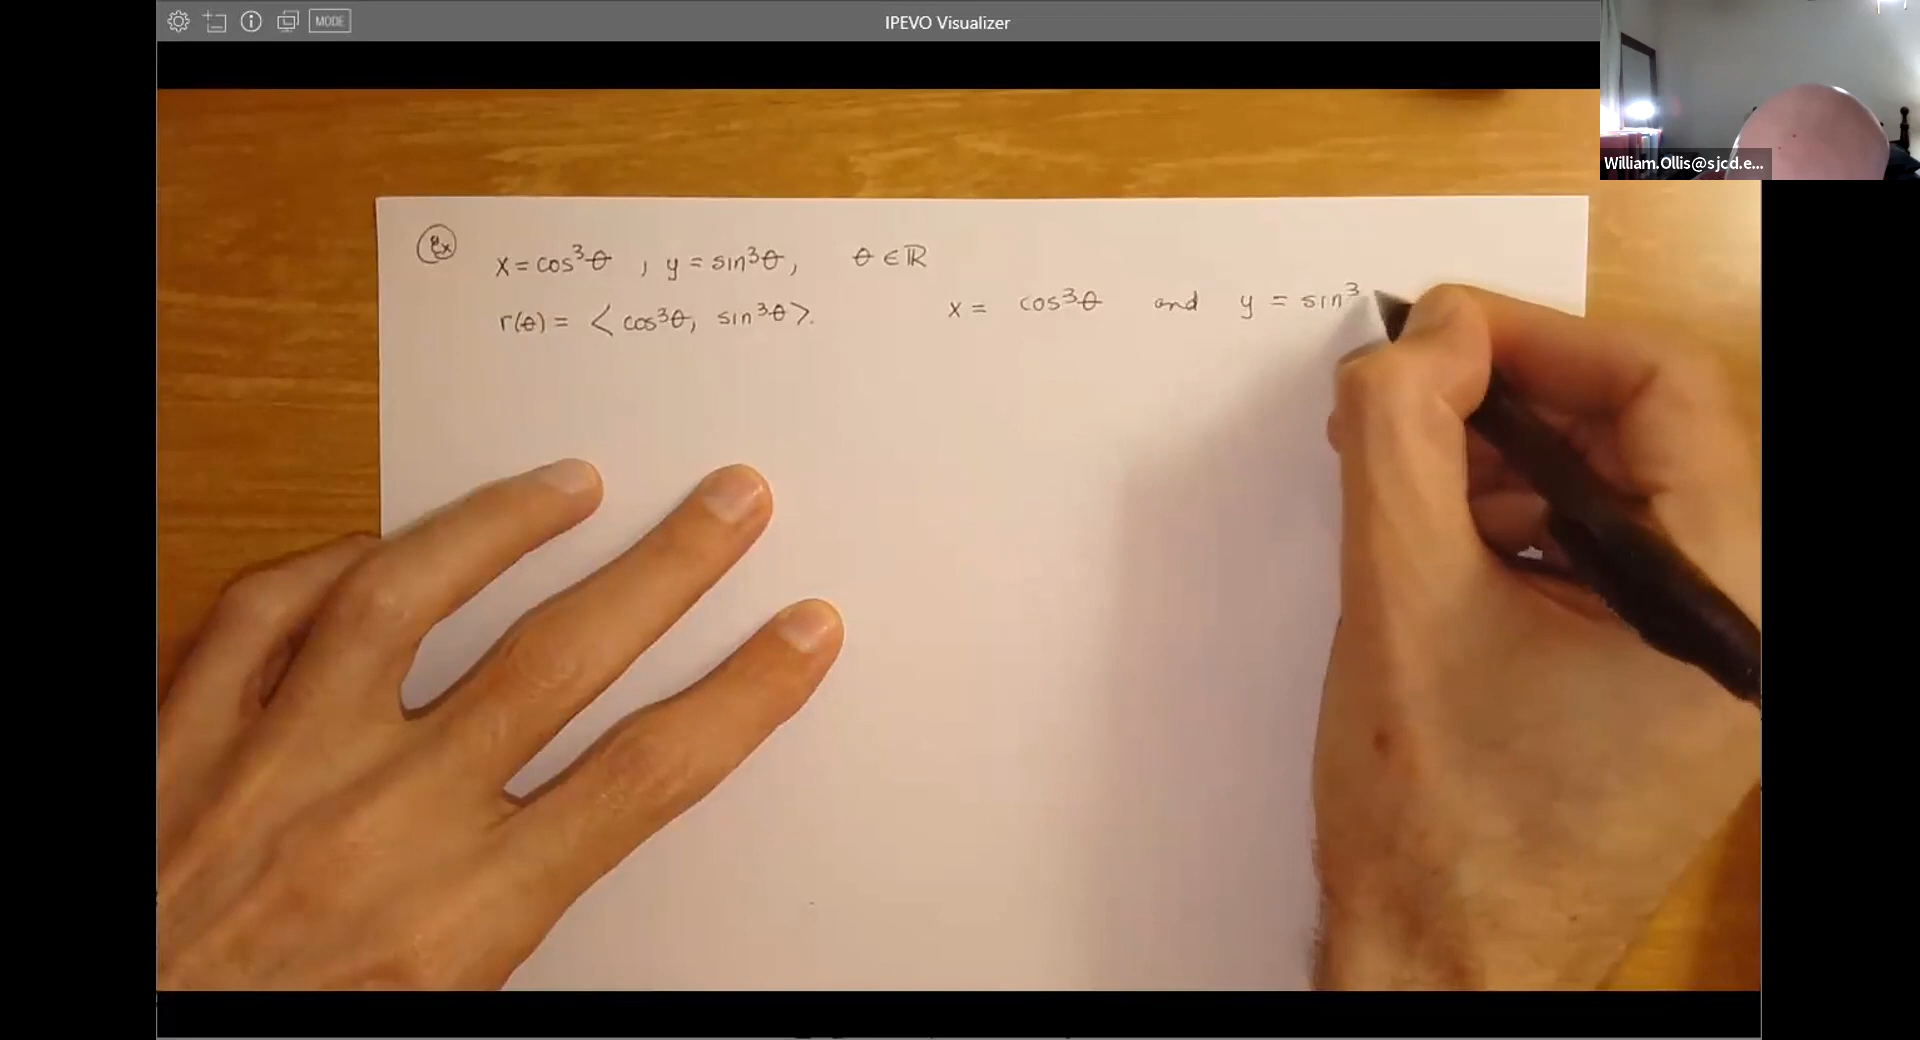 MODE
IPEVO Visualizer
William.Ollis@sjcd.e...
Ex
x = cos³θ , y = sin³θ, θ ∈ ℝ
r(θ) = < cos³θ, sin³θ >.
x = cos³θ and y = sin³